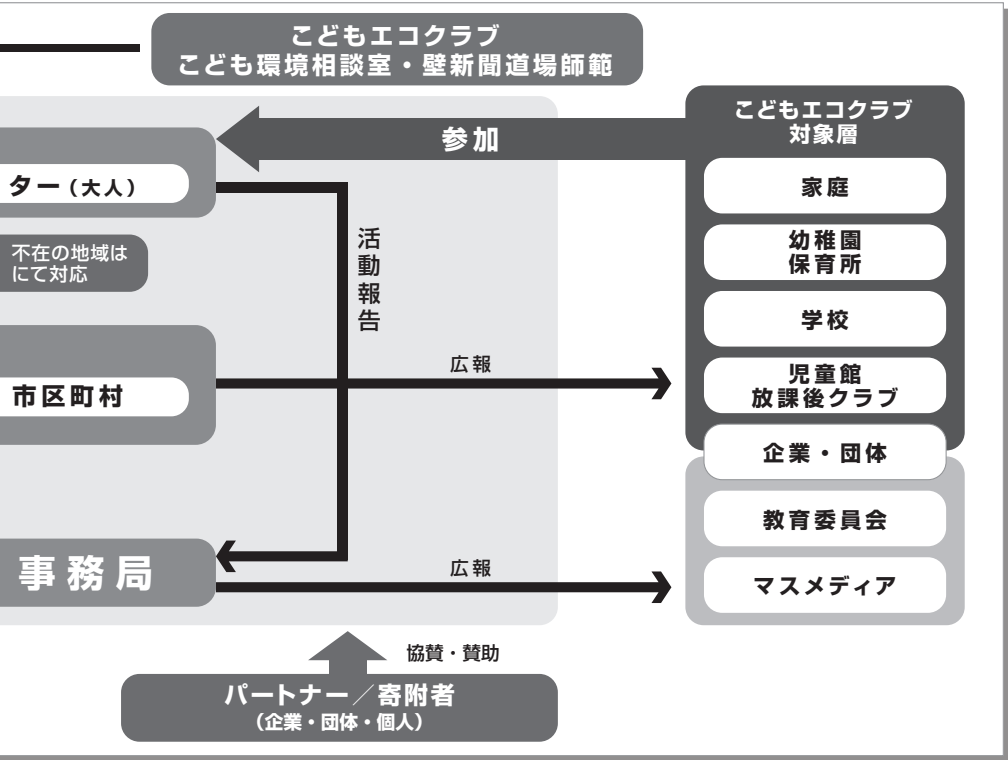 こどもエコクラブ
こども環境相談室・壁新聞道場師範
こどもエコクラブ
対象層
参加
家庭
ター（大人）
幼稚園
保育所
不在の地域は
にて対応
活動報告
学校
広報
児童館
放課後クラブ
市区町村
企業・団体
教育委員会
事務局
広報
マスメディア
協賛・賛助
パートナー／寄附者
（企業・団体・個人）